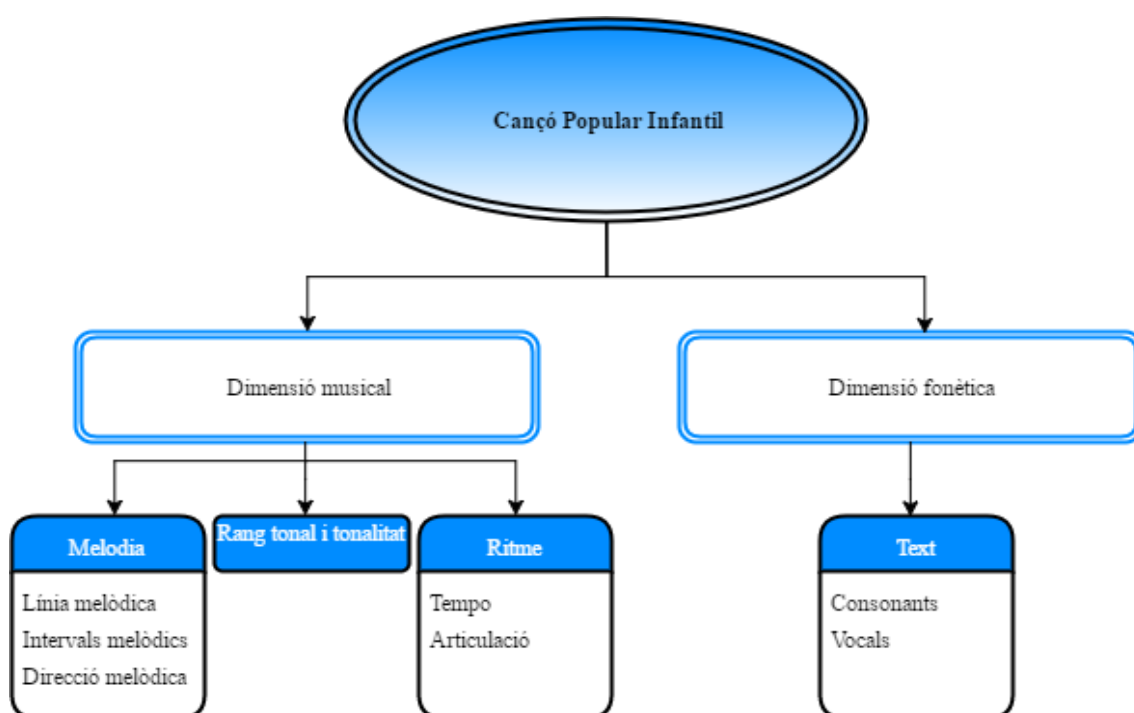 Cançó Popular Infantil
Dimensió musical
Dimensió fonètica
Melodia
Línia melòdica
Intervals melòdics
Direcció melòdica
Rang tonal i tonalitat
Ritme
Tempo
Articulació
Text
Consonants
Vocals